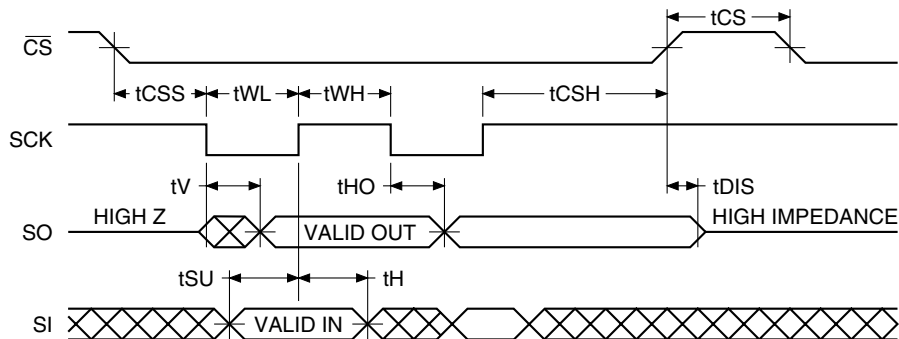 tCS
C̅S̅
tCSS tWL tWH tCSH
SCK
tV tHO tDIS
HIGH Z VALID OUT HIGH IMPEDANCE
SO
tSU tH
SI VALID IN